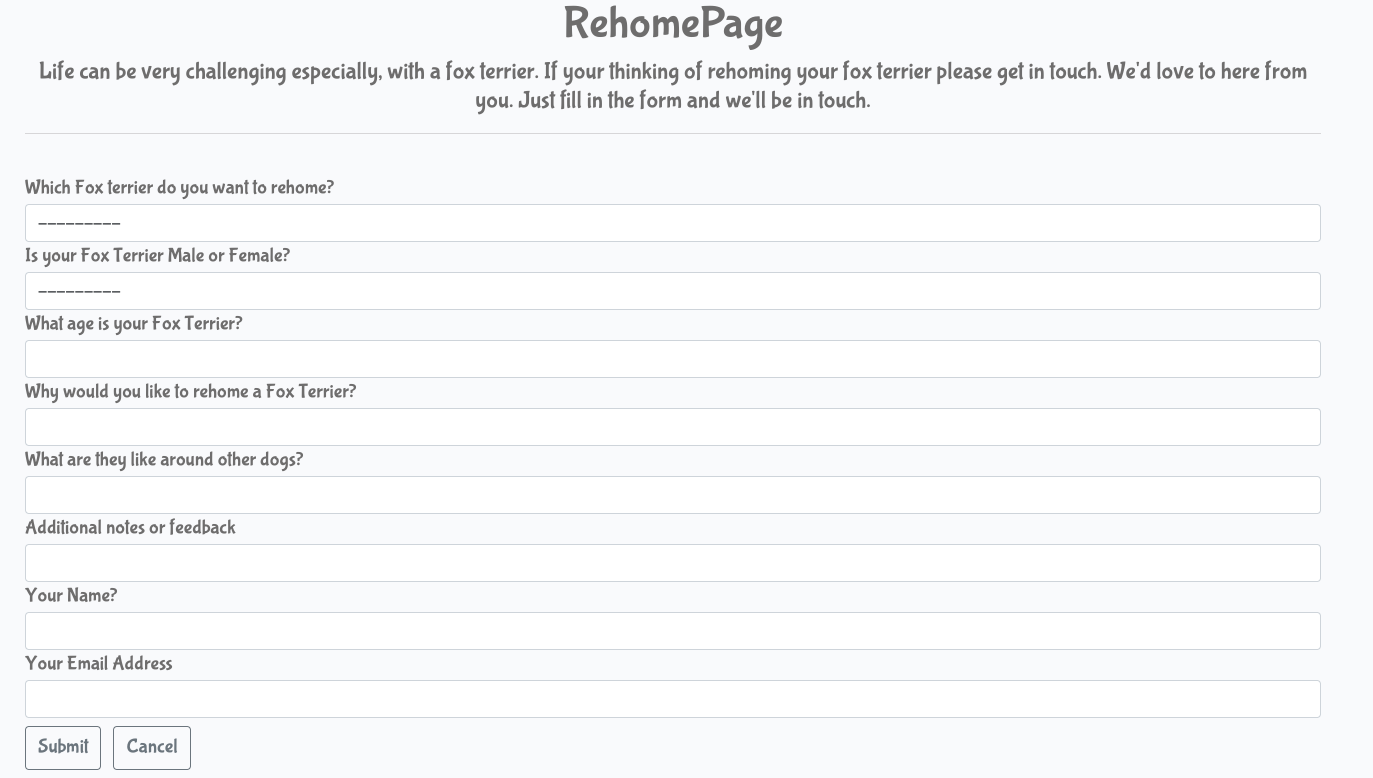 RehomePage
Life can be very challenging especially, with a fox terrier. If your thinking of rehoming your fox terrier please get in touch. We'd love to here from
you. Just fill in the form and we'll be in touch.
Which Fox terrier do you want to rehome?
---------
Is your Fox Terrier Male or Female?
---------
What age is your Fox Terrier?
Why would you like to rehome a Fox Terrier?
What are they like around other dogs?
Additional notes or feedback
Your Name?
Your Email Address
Submit Cancel